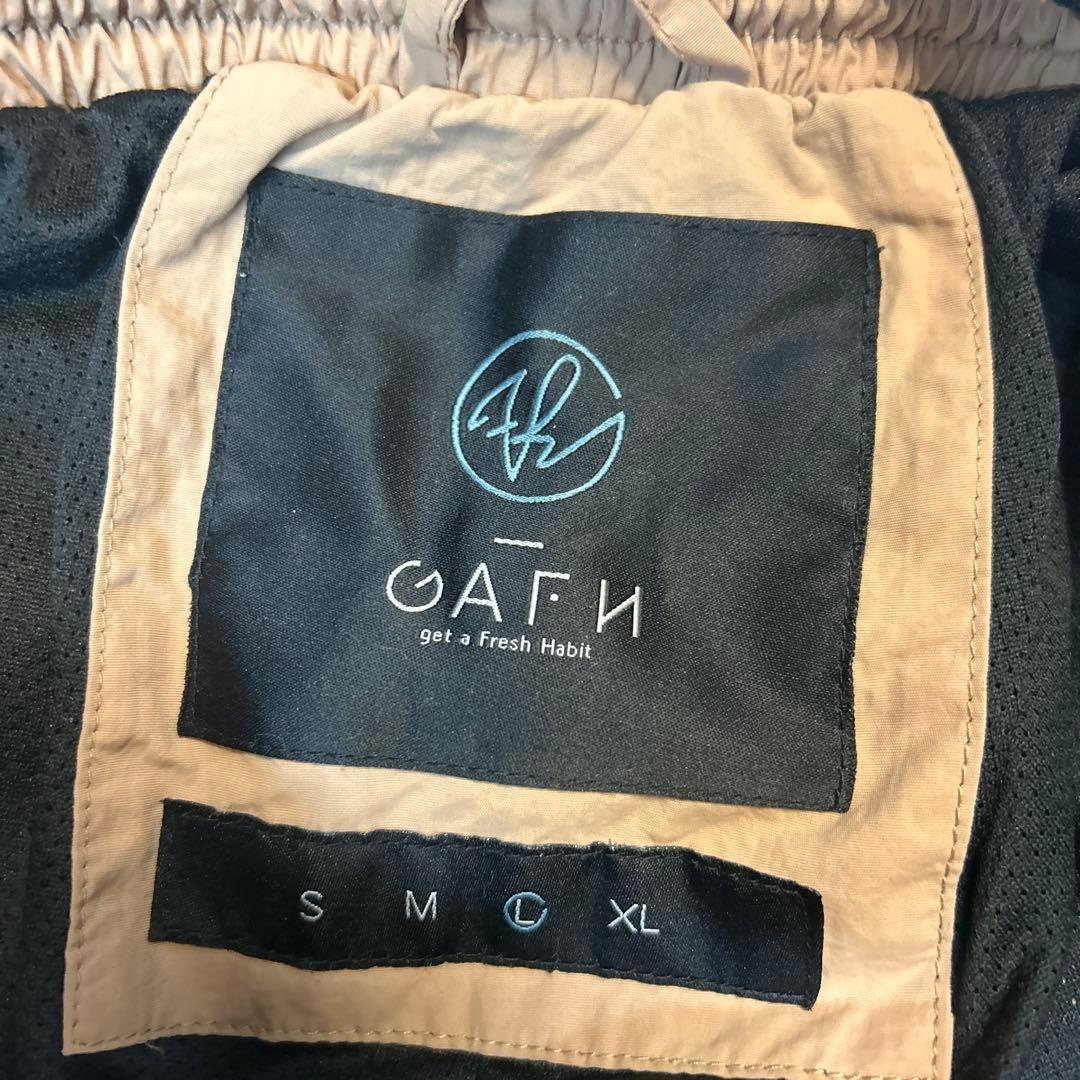 GAFH
get a Fresh Habit
S M L XL